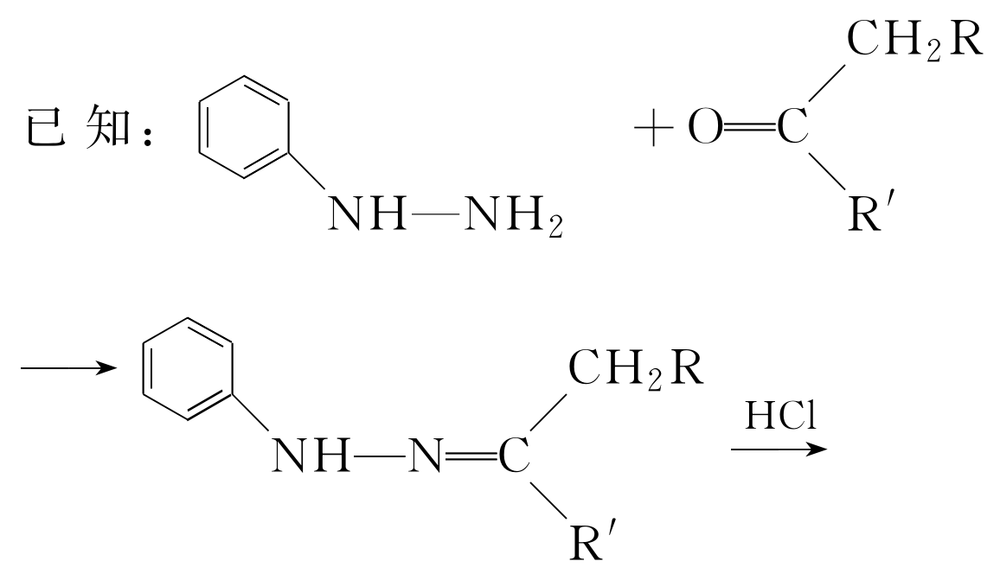 CH₂R
已知： + O=C
NH—NH₂ R′
CH₂R
HCl
NH—N=C
R′